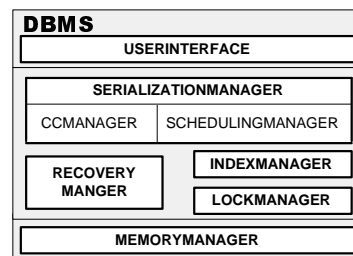 DBMS
USERINTERFACE
SERIALIZATIONMANAGER
CCMANAGER
SCHEDULINGMANAGER
RECOVERY
MANGER
INDEXMANAGER
LOCKMANAGER
MEMORYMANAGER